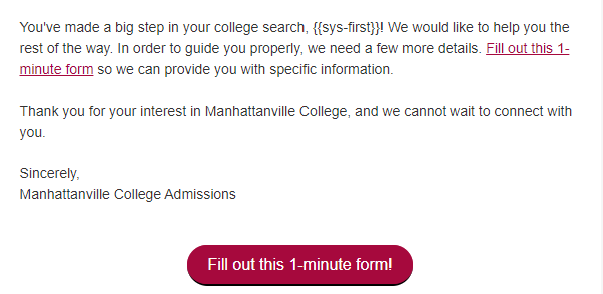 You've made a big step in your college search, {{sys-first}}! We would like to help you the
rest of the way. In order to guide you properly, we need a few more details. Fill out this 1-
minute form so we can provide you with specific information.
Thank you for your interest in Manhattanville College, and we cannot wait to connect with
you.
Sincerely,
Manhattanville College Admissions
Fill out this 1-minute form!